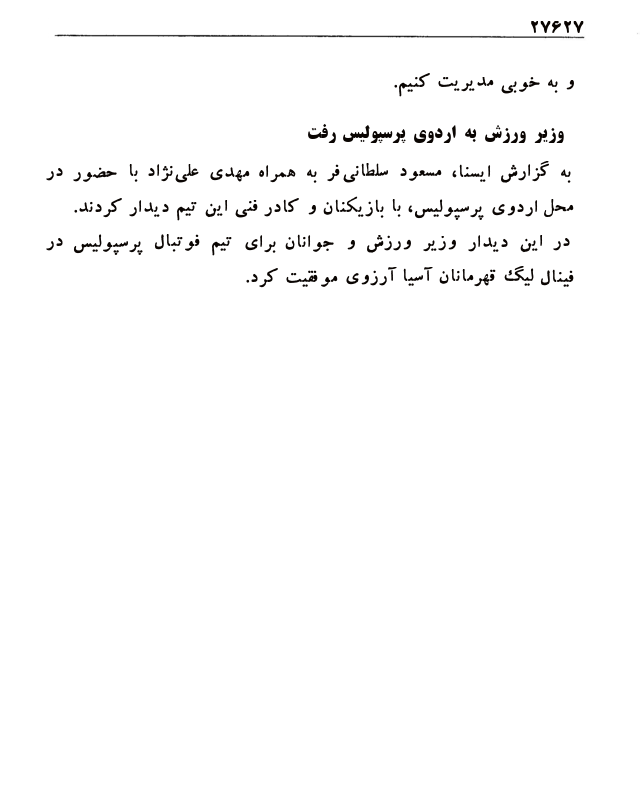 ۲۷۶۲۷
و به خوبی مدیریت کنیم.
وزیر ورزش به اردوی پرسپولیس رفت
به گزارش ایسنا، مسعود سلطانی‌فر به همراه مهدی علی‌نژاد با حضور در
محل اردوی پرسپولیس، با بازیکنان و کادر فنی این تیم دیدار کردند.
در این دیدار وزیر ورزش و جوانان برای تیم فوتبال پرسپولیس در
فینال لیگ قهرمانان آسیا آرزوی موفقیت کرد.